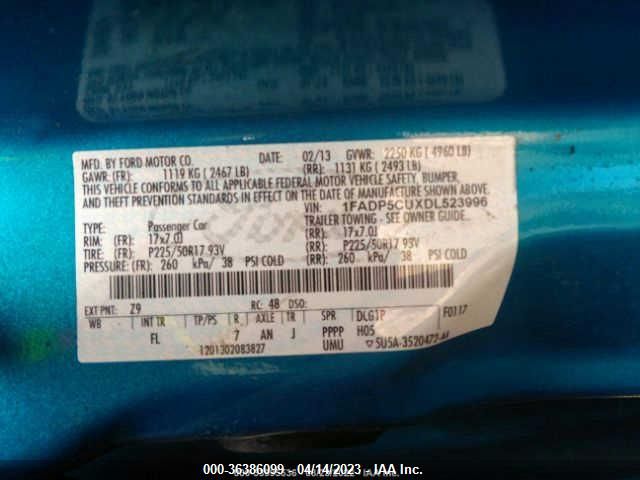 MFD. BY FORD MOTOR CO. DATE: 02/13 GVWR: 2250 KG ( 4960 LB)
GAWR: (FR): 1119 KG ( 2467 LB) (RR): 1131 KG ( 2493 LB)
THIS VEHICLE CONFORMS TO ALL APPLICABLE FEDERAL MOTOR VEHICLE SAFETY, BUMPER,
AND THEFT PREVENTION STANDARDS IN EFFECT ON THE DATE OF MANUFACTURE SHOWN ABOVE.
VIN: 1FADP5CUXDL523996
TYPE: Passenger Car TRAILER TOWING - SEE OWNER GUIDE.
RIM: (FR): 17x7.0J (RR): 17x7.0J
TIRE: (FR): P225/50R17 93V (RR): P225/50R17 93V
PRESSURE: (FR): 260 kPa/ 38 PSI COLD (RR): 260 kPa/ 38 PSI COLD
EXT PNT: Z9 RC: 48 DSO: F0117
WB INT TR TP/PS R AXLE TR SPR DLGTP
FL 7 AN J PPPP H05
1201302083827 UMU 5U5A-3520472-
000-36386099 - 04/14/2023 - IAA Inc.